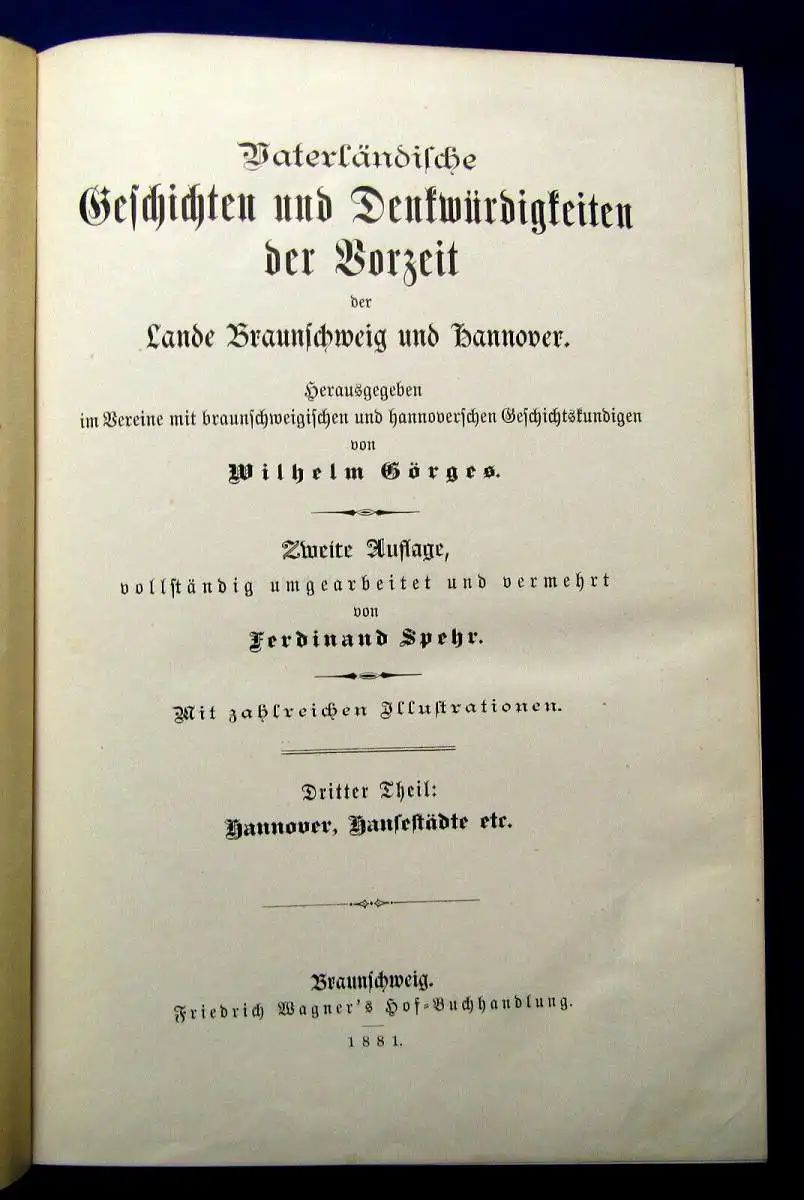 Vaterländische
Geschichten und Denkwürdigkeiten
der Vorzeit
der
Lande Braunschweig und Hannover.
Herausgegeben
im Vereine mit braunschweigischen und hannoverschen Geschichtskundigen
von
Wilhelm Görges.
Zweite Auflage,
vollständig umgearbeitet und vermehrt
von
Ferdinand Spehr.
Mit zahlreichen Illustrationen.
Dritter Theil:
Hannover, Hansestädte etc.
Braunschweig.
Friedrich Wagner's Hof-Buchhandlung.
1881.